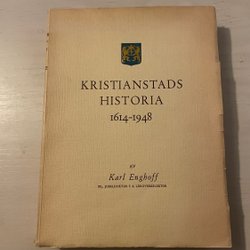 KRISTIANSTADS
HISTORIA
1614-1948
AV
Karl Enghoff